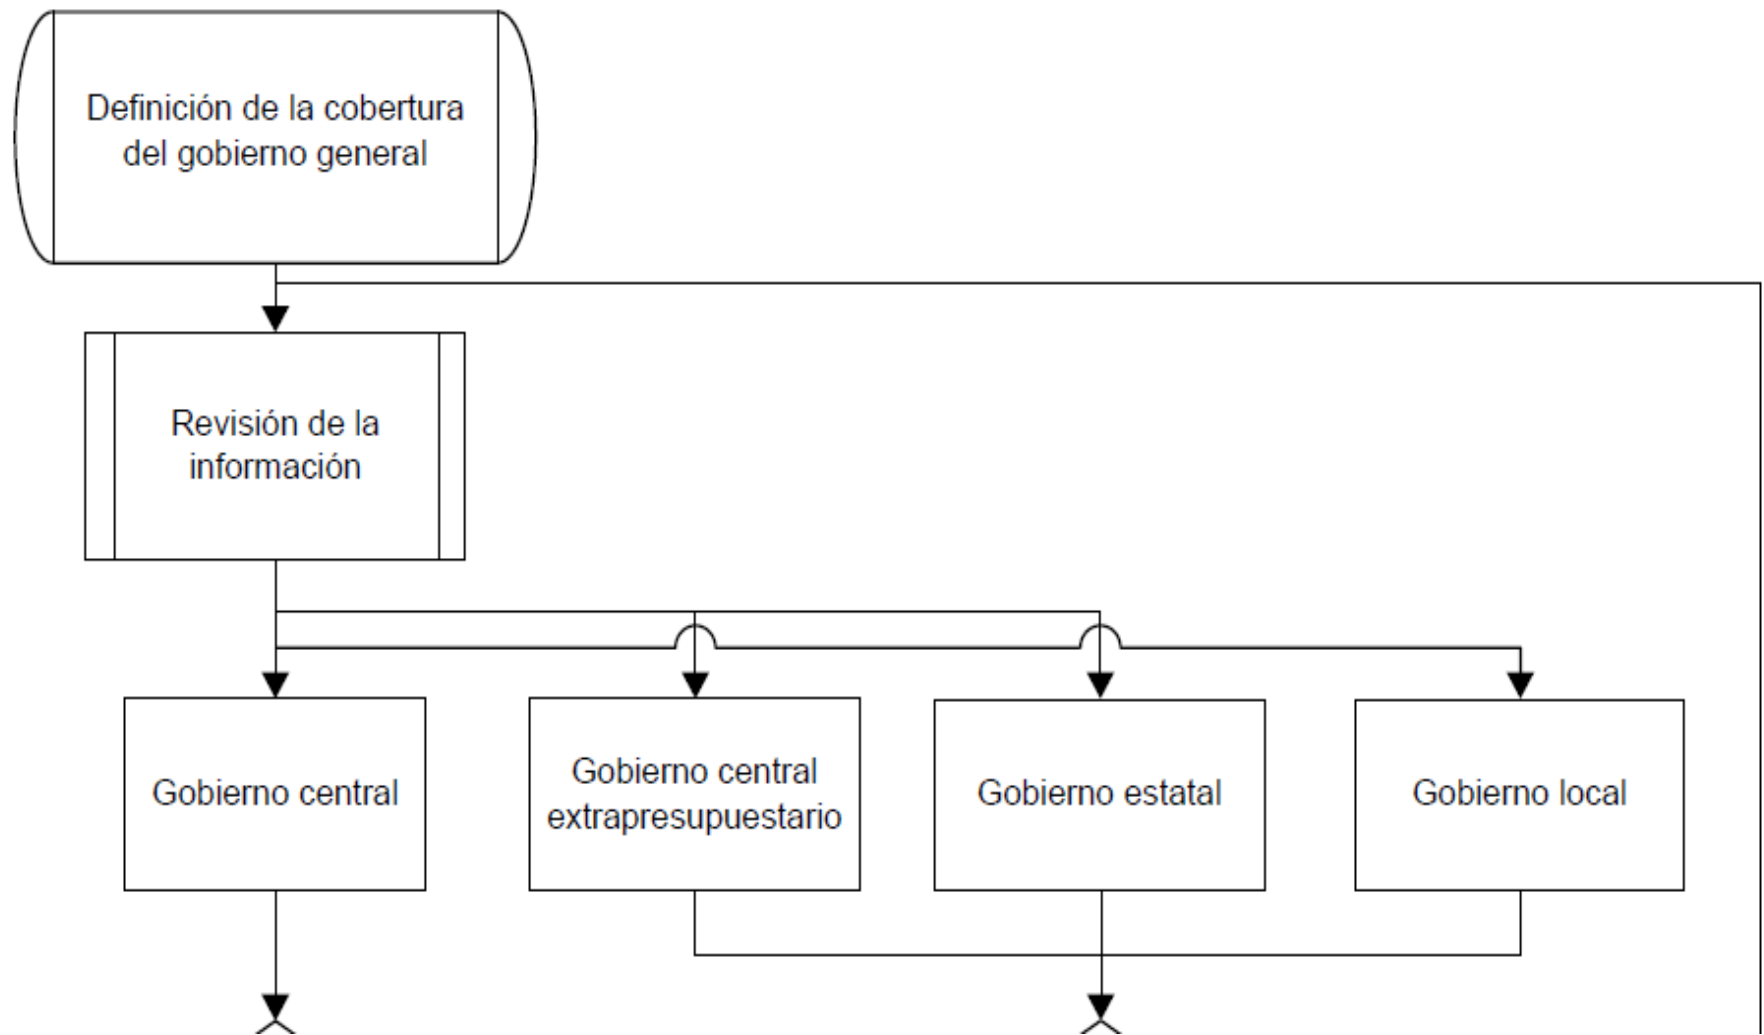 Definición de la cobertura
del gobierno general
Revisión de la
información
Gobierno central
Gobierno central
extrapresupuestario
Gobierno estatal
Gobierno local